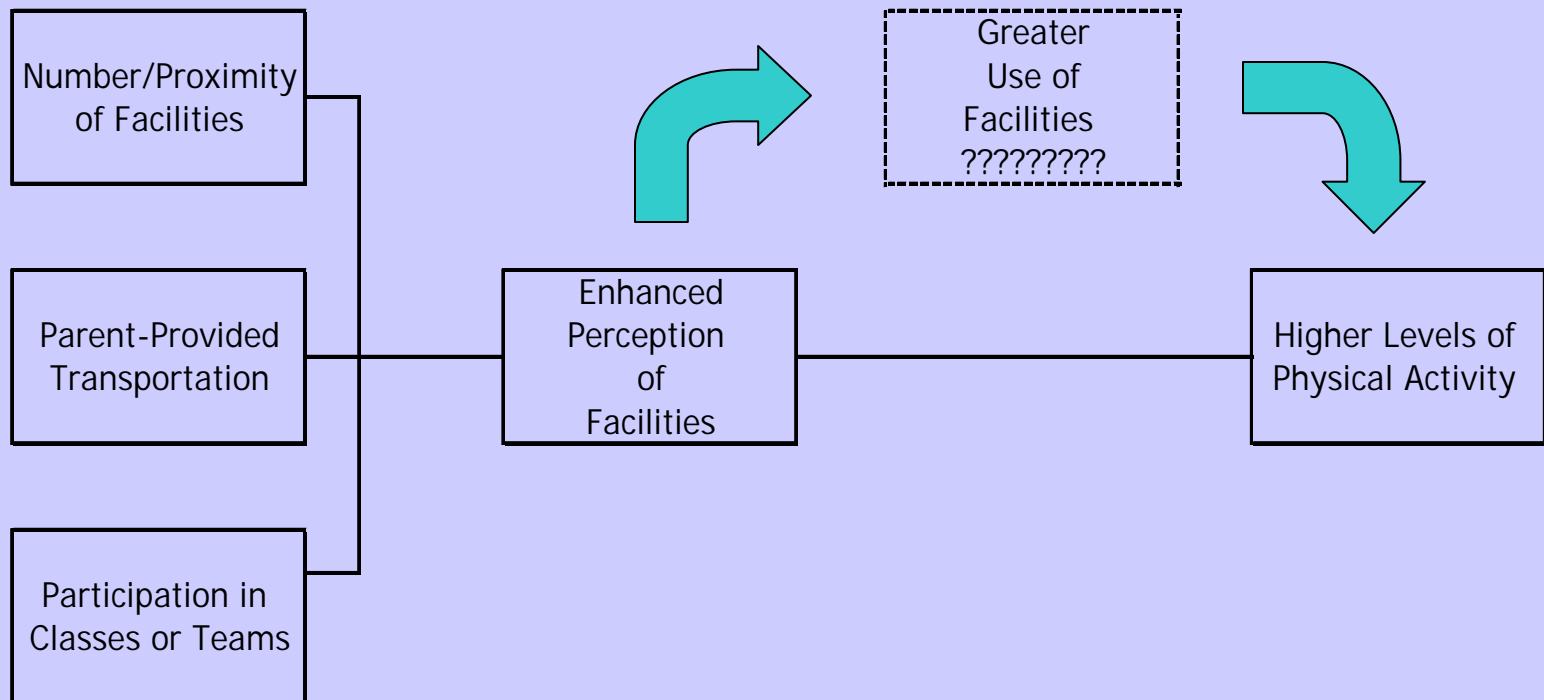 Number/Proximity
of Facilities
Parent-Provided
Transportation
Participation in
Classes or Teams
Enhanced
Perception
of
Facilities
Greater
Use of
Facilities
?????????
Higher Levels of
Physical Activity